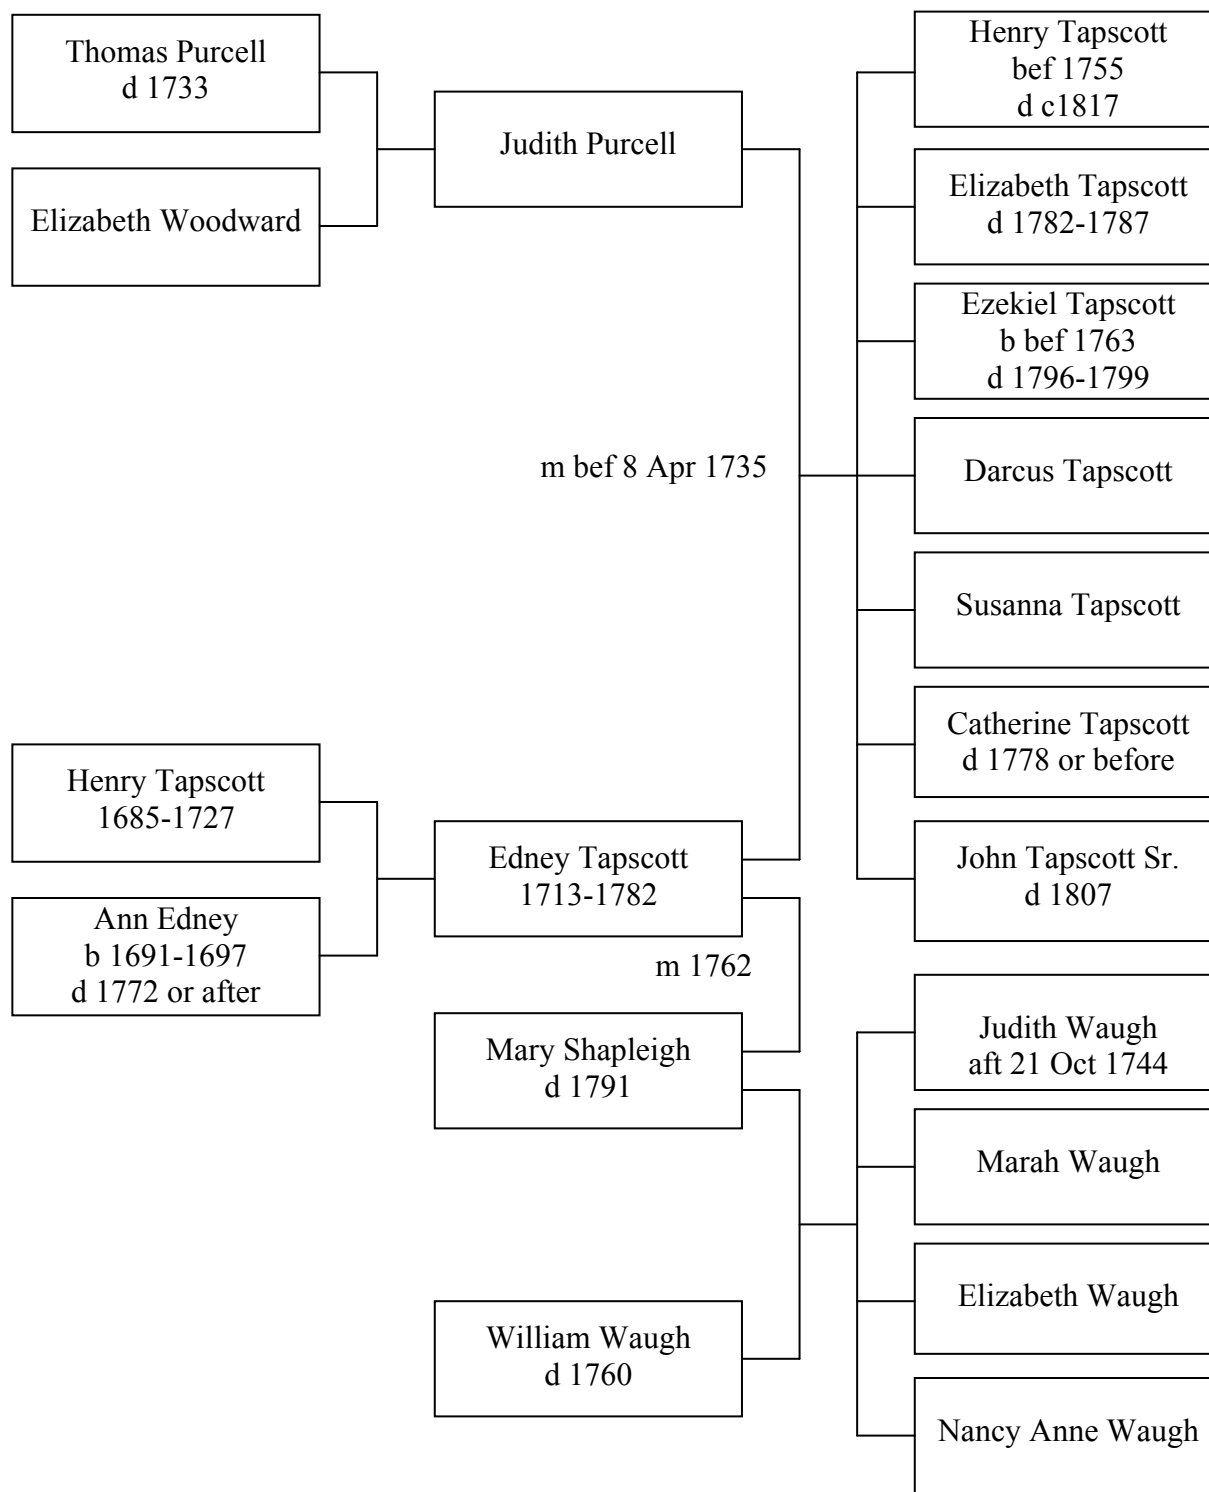 Thomas Purcell
d 1733
Elizabeth Woodward
Judith Purcell
m bef 8 Apr 1735
Henry Tapscott
1685-1727
Ann Edney
b 1691-1697
d 1772 or after
Edney Tapscott
1713-1782
m 1762
Mary Shapleigh
d 1791
William Waugh
d 1760
Henry Tapscott
bef 1755
d c1817
Elizabeth Tapscott
d 1782-1787
Ezekiel Tapscott
b bef 1763
d 1796-1799
Darcus Tapscott
Susanna Tapscott
Catherine Tapscott
d 1778 or before
John Tapscott Sr.
d 1807
Judith Waugh
aft 21 Oct 1744
Marah Waugh
Elizabeth Waugh
Nancy Anne Waugh